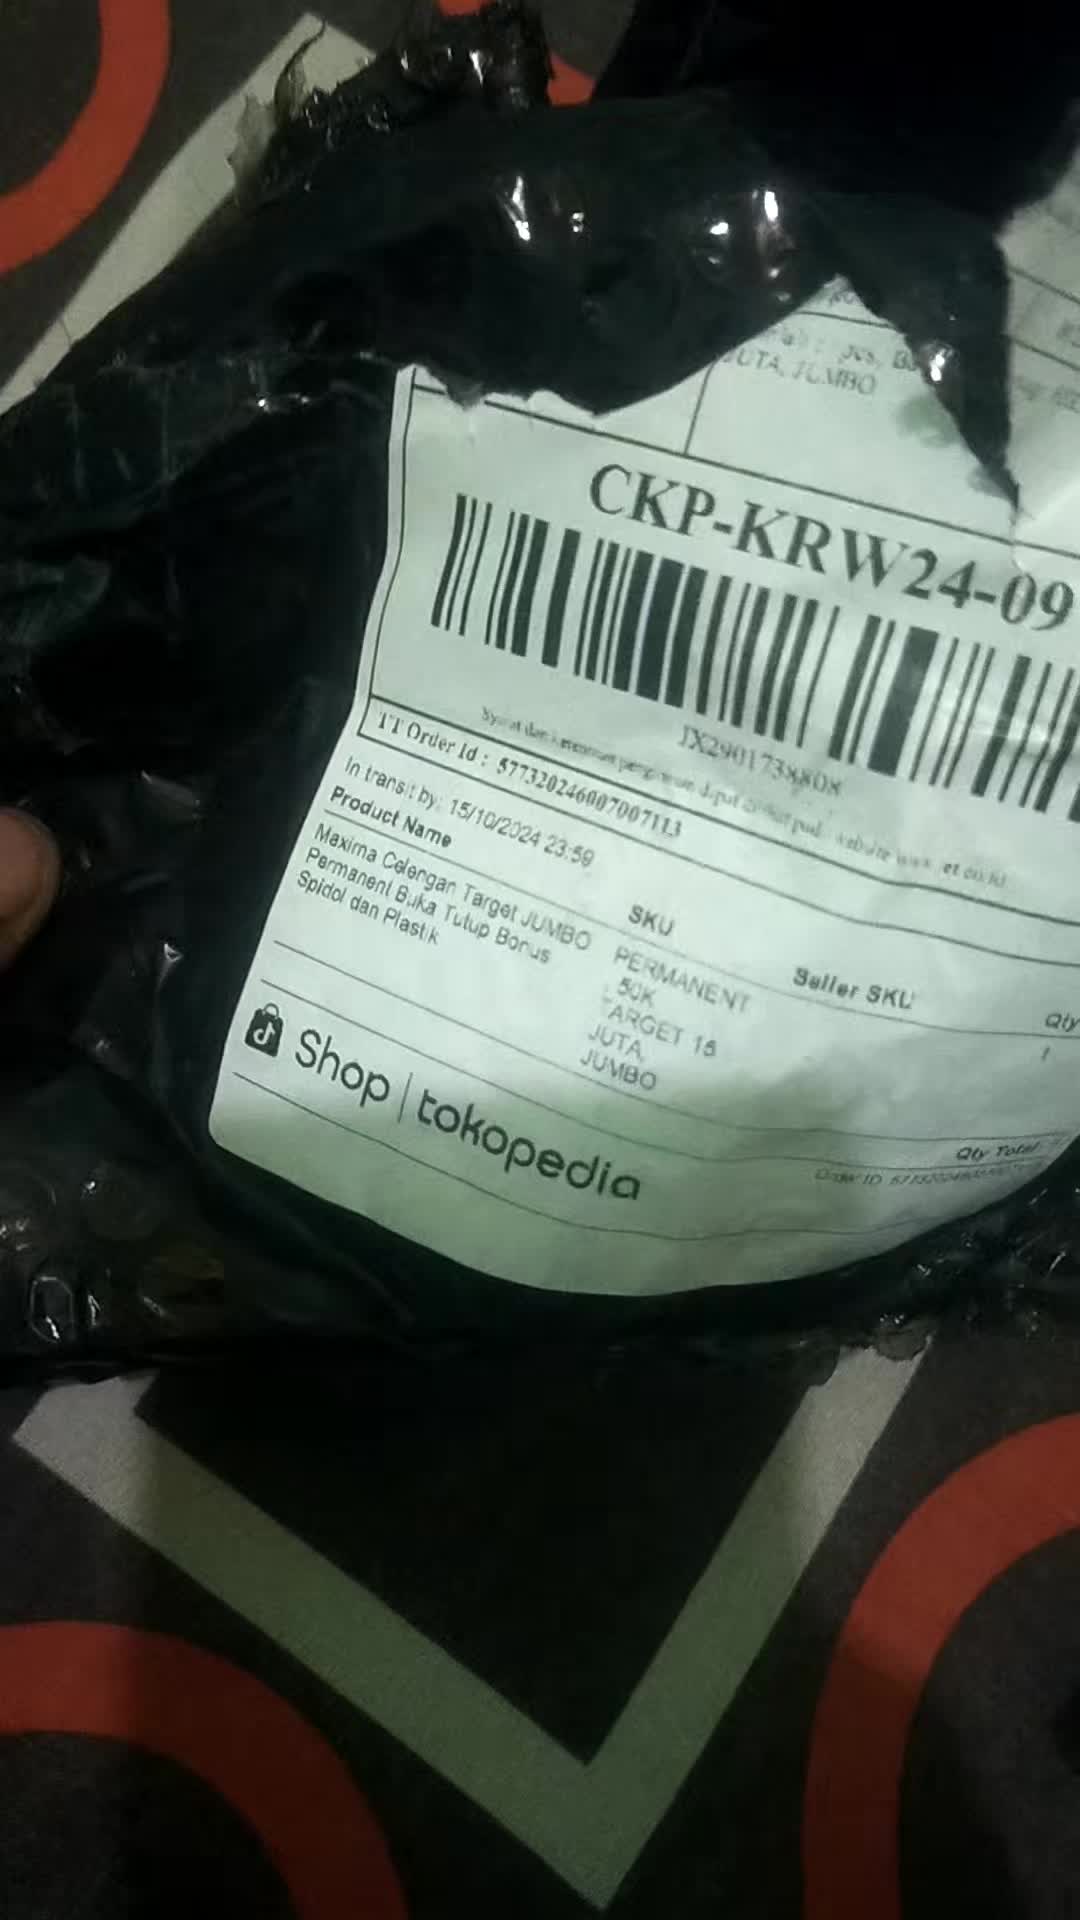 JUTA, JUMBO
CKP-KRW24-09
JX2901738808
TT Order Id : 577320246007007113
In transit by: 15/10/2024 23:59
Product Name
SKU
Seller SKU
Qty
Maxima Celengan Target JUMBO
Permanent Buka Tutup Bonus
Spidol dan Plastik
PERMANENT
50K
TARGET 15
JUTA,
JUMBO
1
Shop | tokopedia
Qty Total:
Order ID